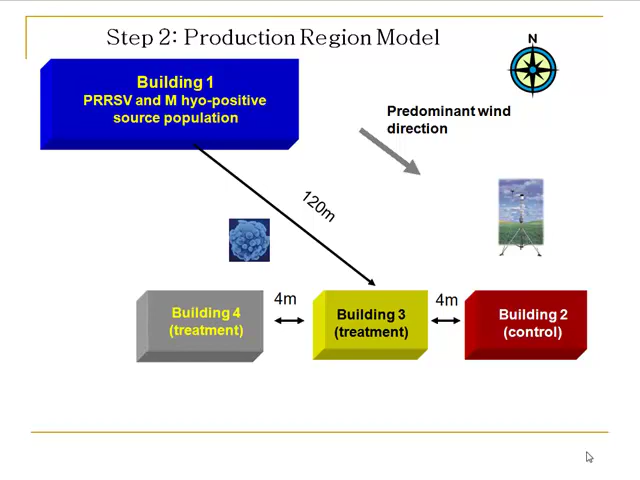 Step 2: Production Region Model
N
Building 1
PRRSV and M hyo-positive
source population
Predominant wind
direction
120m
4m
4m
Building 4
(treatment)
Building 3
(treatment)
Building 2
(control)